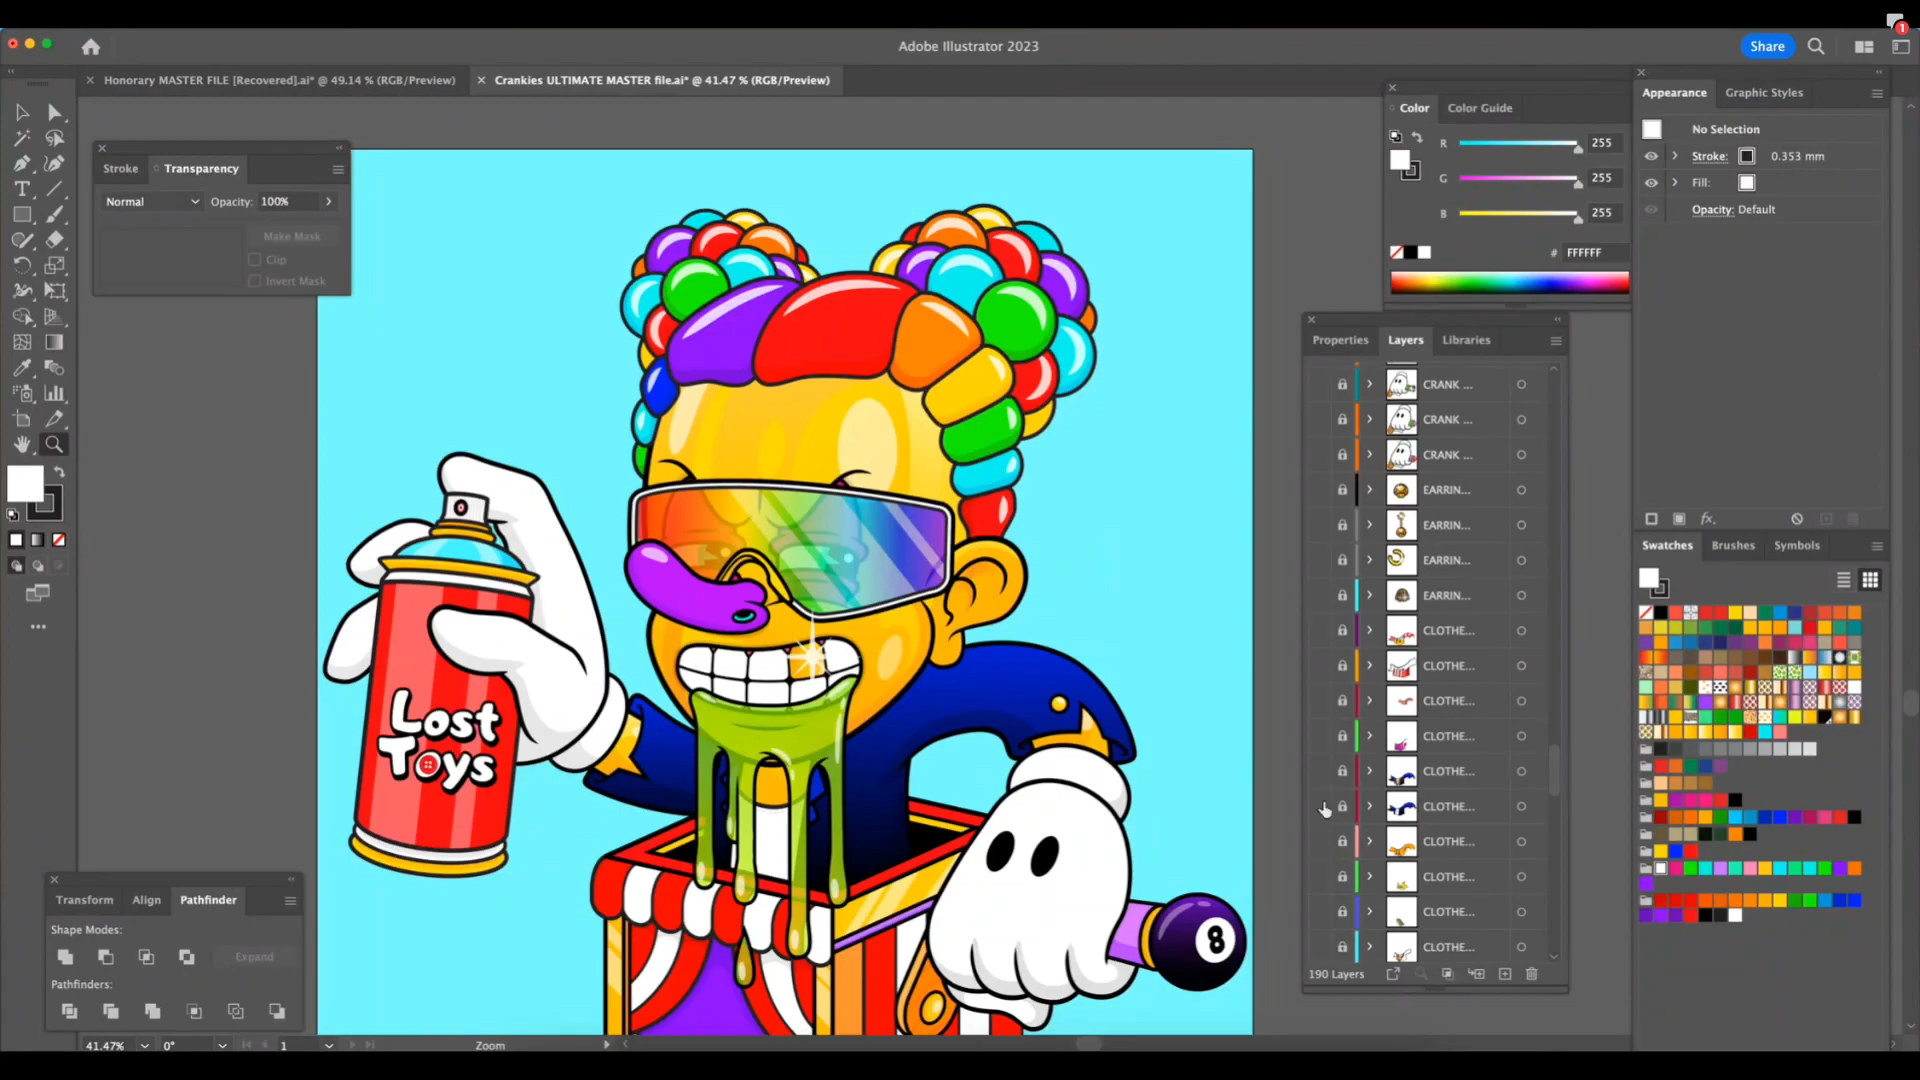 1
Adobe Illustrator 2023
Share
Honorary MASTER FILE [Recovered].ai* @ 49.14 % (RGB/Preview)
Crankies ULTIMATE MASTER file.ai* @ 41.47 % (RGB/Preview)
Stroke
Transparency
Normal
Opacity:
100%
Make Mask
Clip
Invert Mask
Lost
Toys
8
Transform
Align
Pathfinder
Shape Modes:
Expand
Pathfinders:
41.47%
0°
1
Zoom
Color
Color Guide
R
255
G
255
B
255
#
FFFFFF
Properties
Layers
Libraries
CRANK ...
CRANK ...
CRANK ...
EARRIN...
EARRIN...
EARRIN...
EARRIN...
CLOTHE...
CLOTHE...
CLOTHE...
CLOTHE...
CLOTHE...
CLOTHE...
CLOTHE...
CLOTHE...
CLOTHE...
CLOTHE...
190 Layers
Appearance
Graphic Styles
No Selection
Stroke:
0.353 mm
Fill:
Opacity: Default
fx.
Swatches
Brushes
Symbols